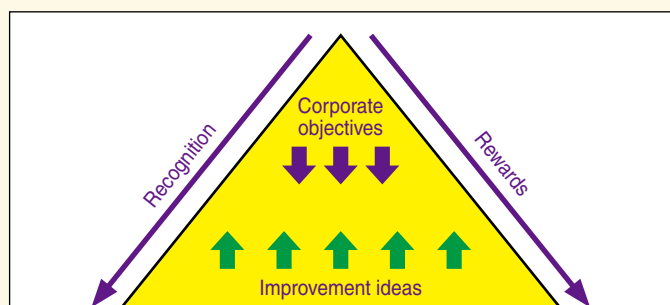 Corporate
objectives
Recognition
Rewards
Improvement ideas